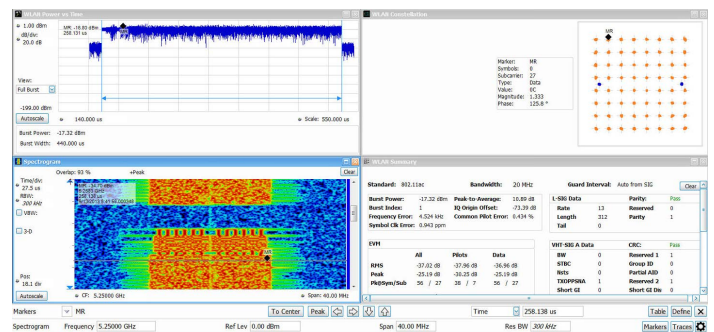 WLAN Power vs Time
1.00 dBm
dB/div:
20.0 dB
MR: -18.80 dBm
258.131 us
MR
View:
Full Burst
-199.00 dBm
Autoscale
140.000 us
Scale: 550.000 us
Burst Power: -17.32 dBm
Burst Width: 440.000 us
WLAN Constellation
Marker: MR
Symbols: 8
Subcarrier: 27
Type: Data
Value: 0C
Magnitude: 1.333
Phase: 125.8 °
MR
Spectrogram
Overlap: 93 %
+Peak
Clear
Time/div:
27.5 us
RBW:
300 kHz
VBW:
3-D
Pos:
18.1 div
Autoscale
CF: 5.25000 GHz
Span: 40.00 MHz
MR
WLAN Summary
Standard: 802.11ac
Bandwidth: 20 MHz
Guard Interval: Auto from SIG
Clear
Burst Power: -17.32 dBm
Peak-to-Average: 10.89 dB
Burst Index: 1
IQ Origin Offset: -73.39 dB
Frequency Error: 4.524 kHz
Common Pilot Error: 0.434 %
Symbol Clk Error: 0.943 ppm
L-SIG Data
Parity: Pass
Rate 13
Reserved 0
Length 312
Parity 1
Tail 0
EVM
All Pilots Data
RMS -37.02 dB -37.96 dB -36.96 dB
Peak -25.19 dB -30.25 dB -25.19 dB
Pk@Sym/Sub 56 / 27 38 / 7 56 / 27
VHT-SIG A Data
CRC: Pass
BW 0
Reserved 1 1
STBC 0
Group ID 0
Nsts 0
Partial AID 0
TXOPPSNA 1
Reserved 2 1
Short GI 0
Short GI Dis 0
Markers
MR
To Center
Peak
Time
258.138 us
Table
Define
Spectrogram
Frequency 5.25000 GHz
Ref Lev 0.00 dBm
Span 40.00 MHz
Res BW 300 kHz
Markers
Traces